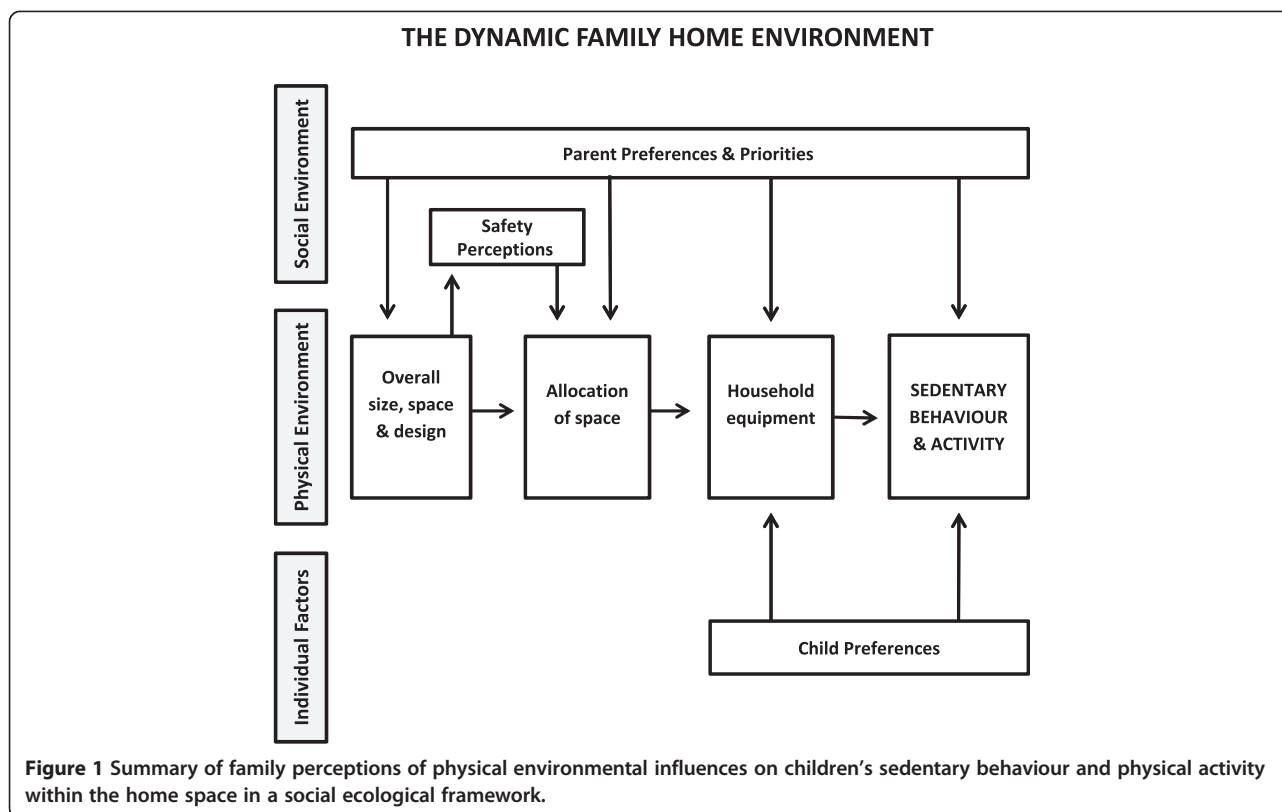 THE DYNAMIC FAMILY HOME ENVIRONMENT
Social Environment
Parent Preferences & Priorities
Safety
Perceptions
Physical Environment
Overall
size, space
& design
Allocation
of space
Household
equipment
SEDENTARY
BEHAVIOUR
& ACTIVITY
Individual Factors
Child Preferences
Figure 1 Summary of family perceptions of physical environmental influences on children's sedentary behaviour and physical activity
within the home space in a social ecological framework.